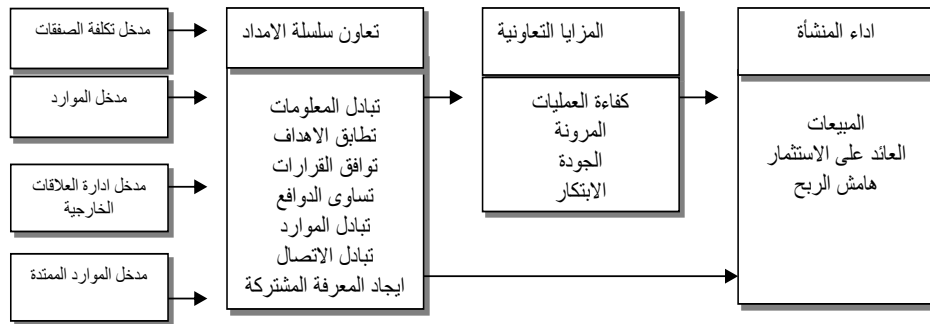 مدخل تكلفة الصفقات
مدخل الموارد
مدخل ادارة العلاقات
الخارجية
مدخل الموارد الممتدة
تعاون سلسلة الامداد
تبادل المعلومات
تطابق الاهداف
توافق القرارات
تساوى الدوافع
تبادل الموارد
تبادل الاتصال
ايجاد المعرفة المشتركة
المزايا التعاونية
كفاءة العمليات
المرونة
الجودة
الابتكار
اداء المنشأة
المبيعات
العائد على الاستثمار
هامش الربح